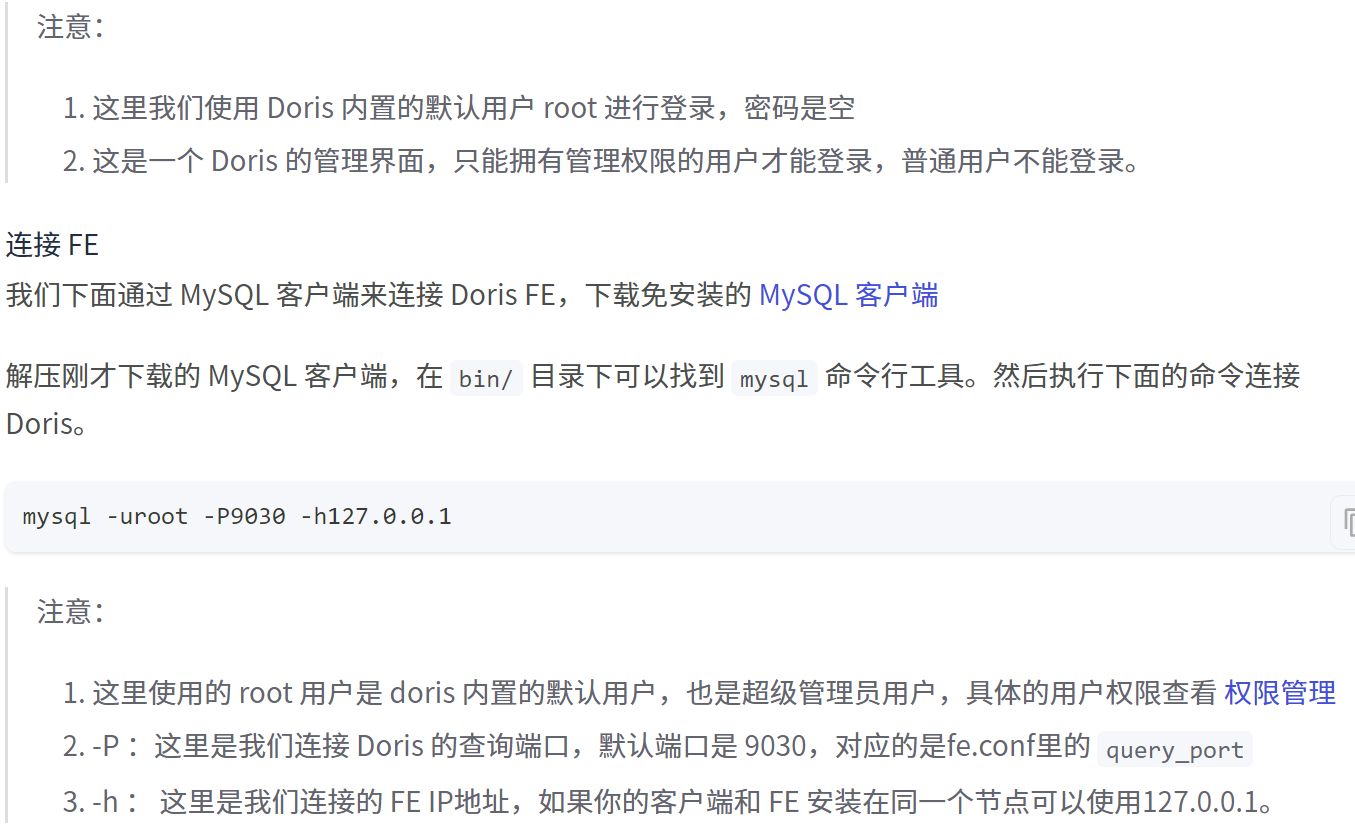 注意：
1. 这里我们使用 Doris 内置的默认用户 root 进行登录，密码是空
2. 这是一个 Doris 的管理界面，只能拥有管理权限的用户才能登录，普通用户不能登录。
连接 FE
我们下面通过 MySQL 客户端来连接 Doris FE，下载免安装的 MySQL 客户端
解压刚才下载的 MySQL 客户端，在 bin/ 目录下可以找到 mysql 命令行工具。然后执行下面的命令连接
Doris。
mysql -uroot -P9030 -h127.0.0.1
注意：
1. 这里使用的 root 用户是 doris 内置的默认用户，也是超级管理员用户，具体的用户权限查看 权限管理
2. -P ：这里是我们连接 Doris 的查询端口，默认端口是 9030，对应的是fe.conf里的 query_port
3. -h ： 这里是我们连接的 FE IP地址，如果你的客户端和 FE 安装在同一个节点可以使用127.0.0.1。